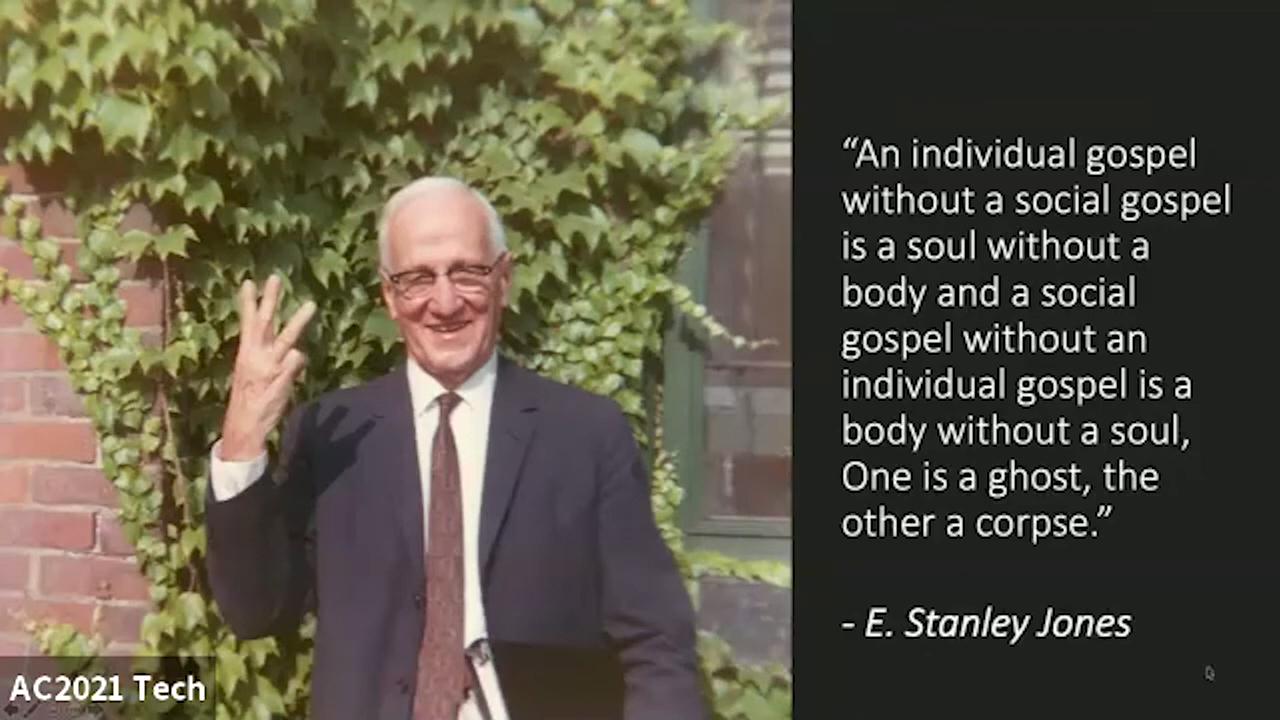 “An individual gospel
without a social gospel
is a soul without a
body and a social
gospel without an
individual gospel is a
body without a soul,
One is a ghost, the
other a corpse.”
- E. Stanley Jones
AC2021 Tech